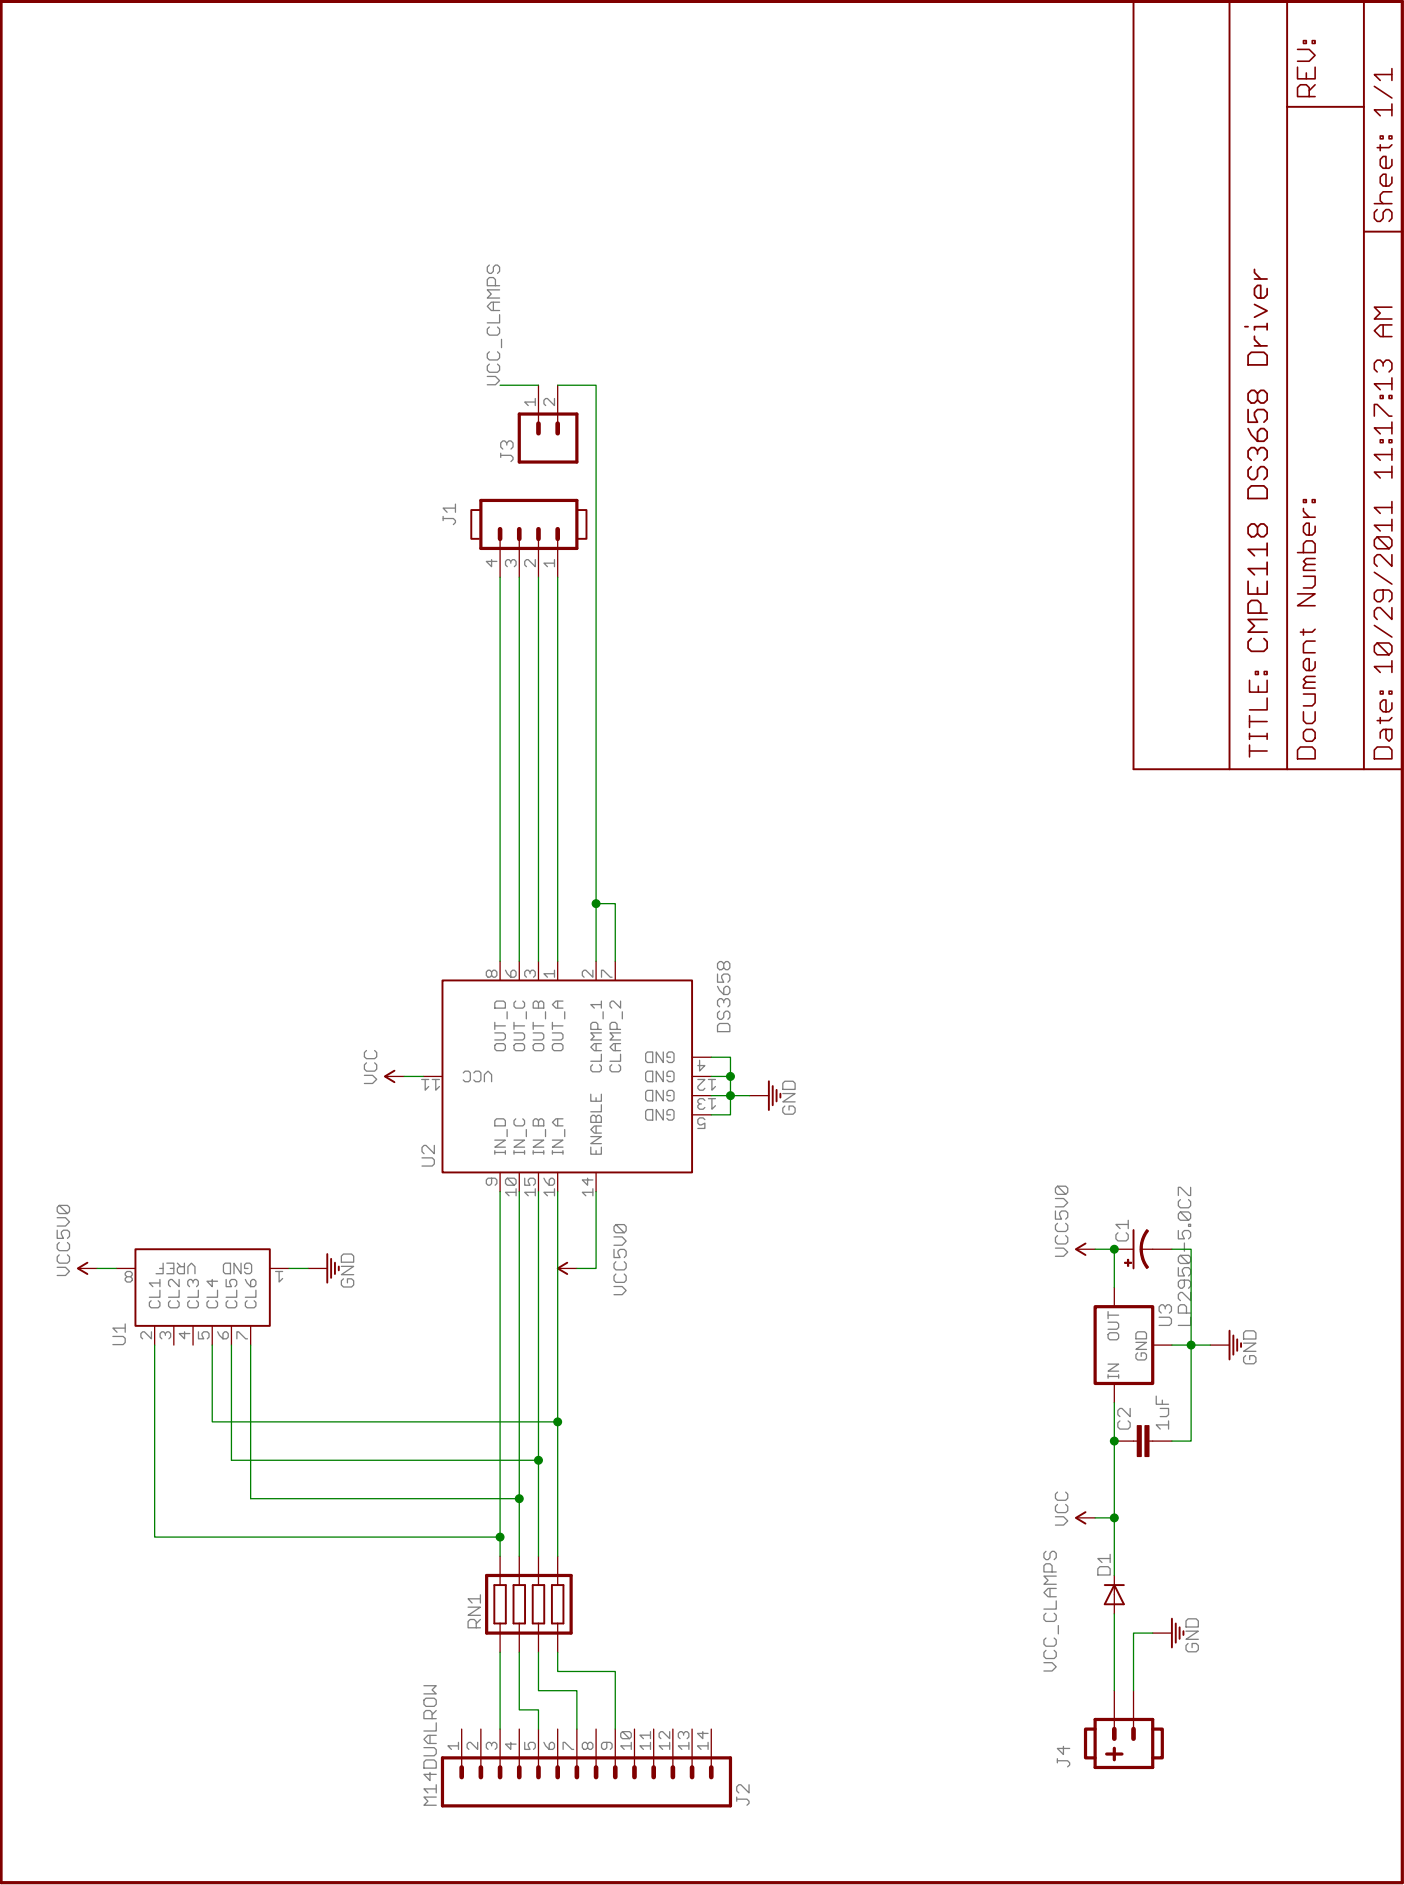 VCC_CLAMPS
J3
1
2
J1
4
3
2
1
VCC
U2
DS3658
11
VCC
9
IN_D
OUT_D
8
10
IN_C
OUT_C
6
15
IN_B
OUT_B
3
16
IN_A
OUT_A
1
14
ENABLE
CLAMP_1
2
CLAMP_2
7
GND
GND
GND
GND
5
13
12
4
GND
VCC5V0
VCC5V0
U1
8
VREF
GND
1
2
CL1
3
CL2
4
CL3
5
CL4
6
CL5
7
CL6
GND
RN1
M14DUALROW
1
2
3
4
5
6
7
8
9
10
11
12
13
14
J2
J4
+
VCC_CLAMPS
GND
D1
VCC
C2
1uF
IN
OUT
GND
U3
LP2950-5.0CZ
VCC5V0
C1
+
GND
TITLE: CMPE118 DS3658 Driver
Document Number:
REV:
Date: 10/29/2011 11:17:13 AM
Sheet: 1/1